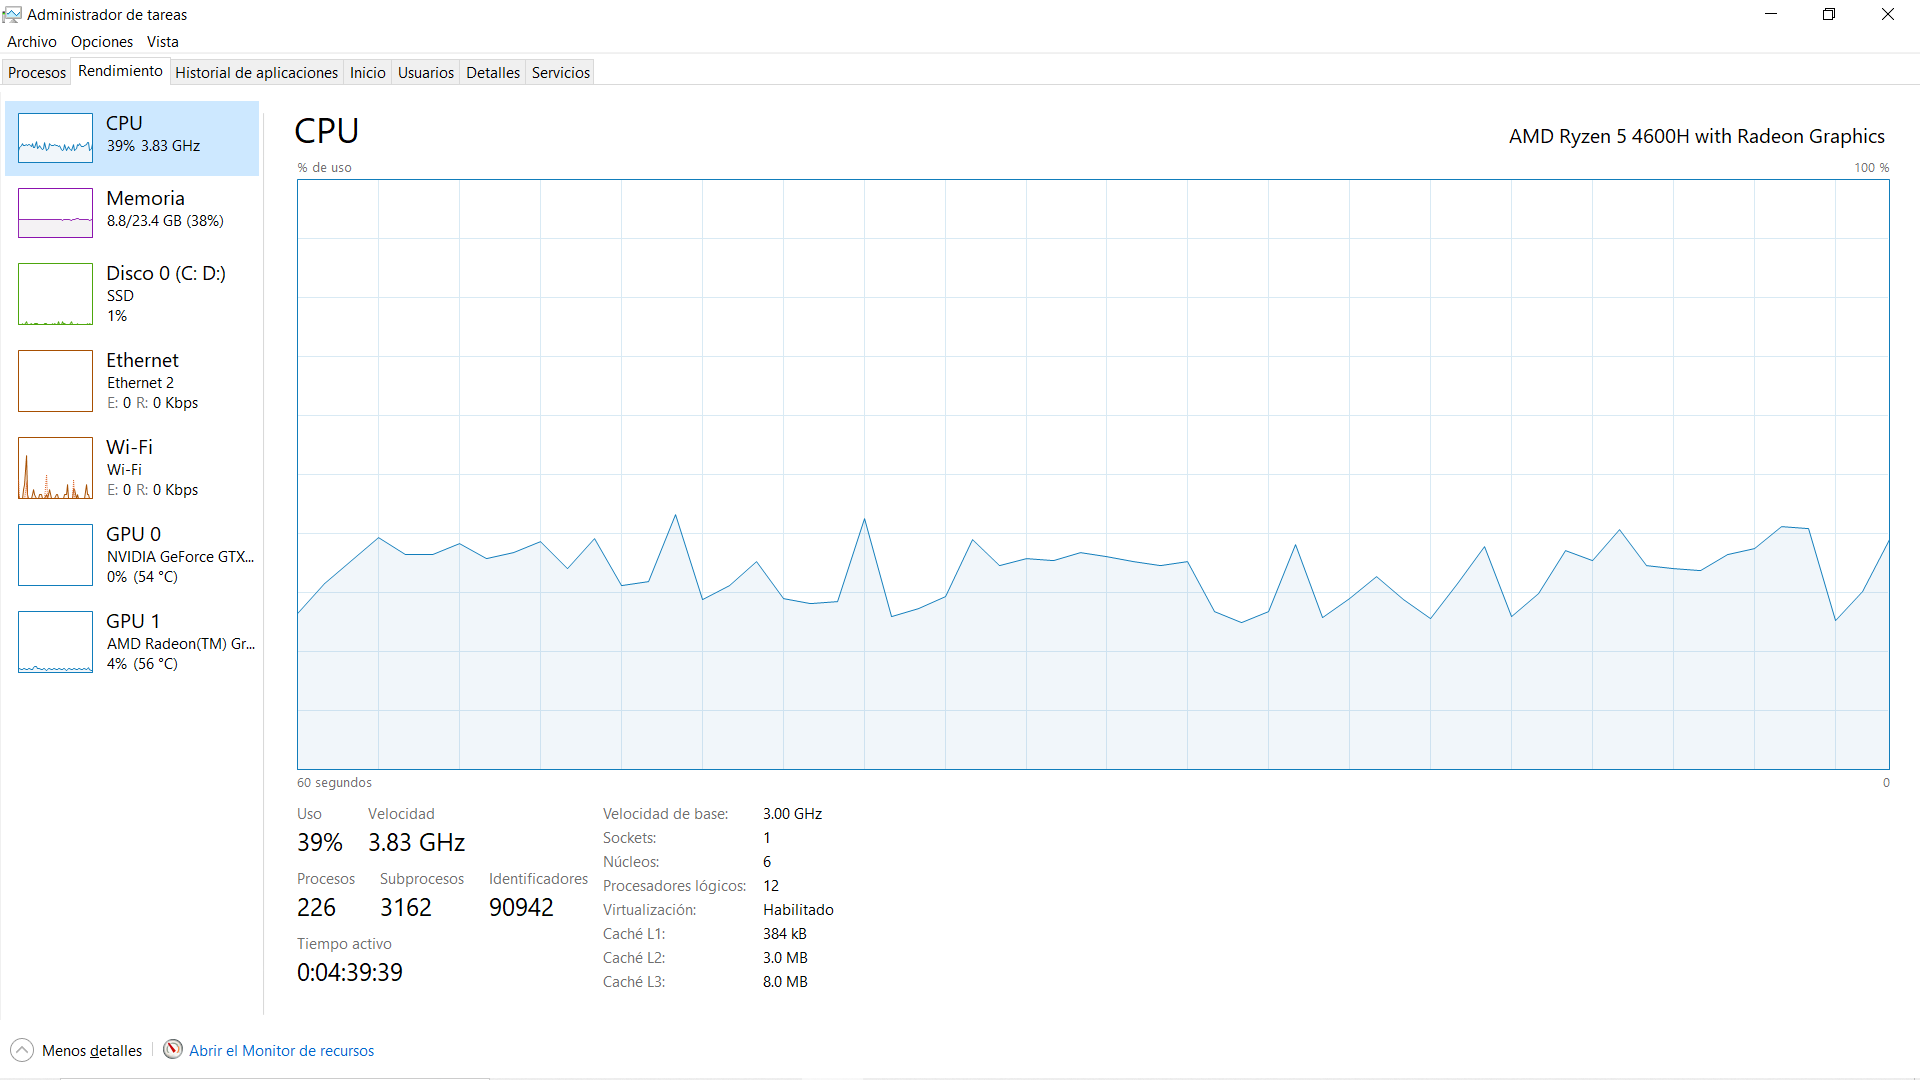 Administrador de tareas
Archivo Opciones Vista
Procesos Rendimiento Historial de aplicaciones Inicio Usuarios Detalles Servicios
CPU
39% 3.83 GHz
Memoria
8.8/23.4 GB (38%)
Disco 0 (C: D:)
SSD
1%
Ethernet
Ethernet 2
E: 0 R: 0 Kbps
Wi-Fi
Wi-Fi
E: 0 R: 0 Kbps
GPU 0
NVIDIA GeForce GTX...
0% (54 °C)
GPU 1
AMD Radeon(TM) Gr...
4% (56 °C)
CPU
AMD Ryzen 5 4600H with Radeon Graphics
% de uso 100 %
60 segundos 0
Uso Velocidad
39% 3.83 GHz
Procesos Subprocesos Identificadores
226 3162 90942
Tiempo activo
0:04:39:39
Velocidad de base: 3.00 GHz
Sockets: 1
Núcleos: 6
Procesadores lógicos: 12
Virtualización: Habilitado
Caché L1: 384 kB
Caché L2: 3.0 MB
Caché L3: 8.0 MB
Menos detalles Abrir el Monitor de recursos